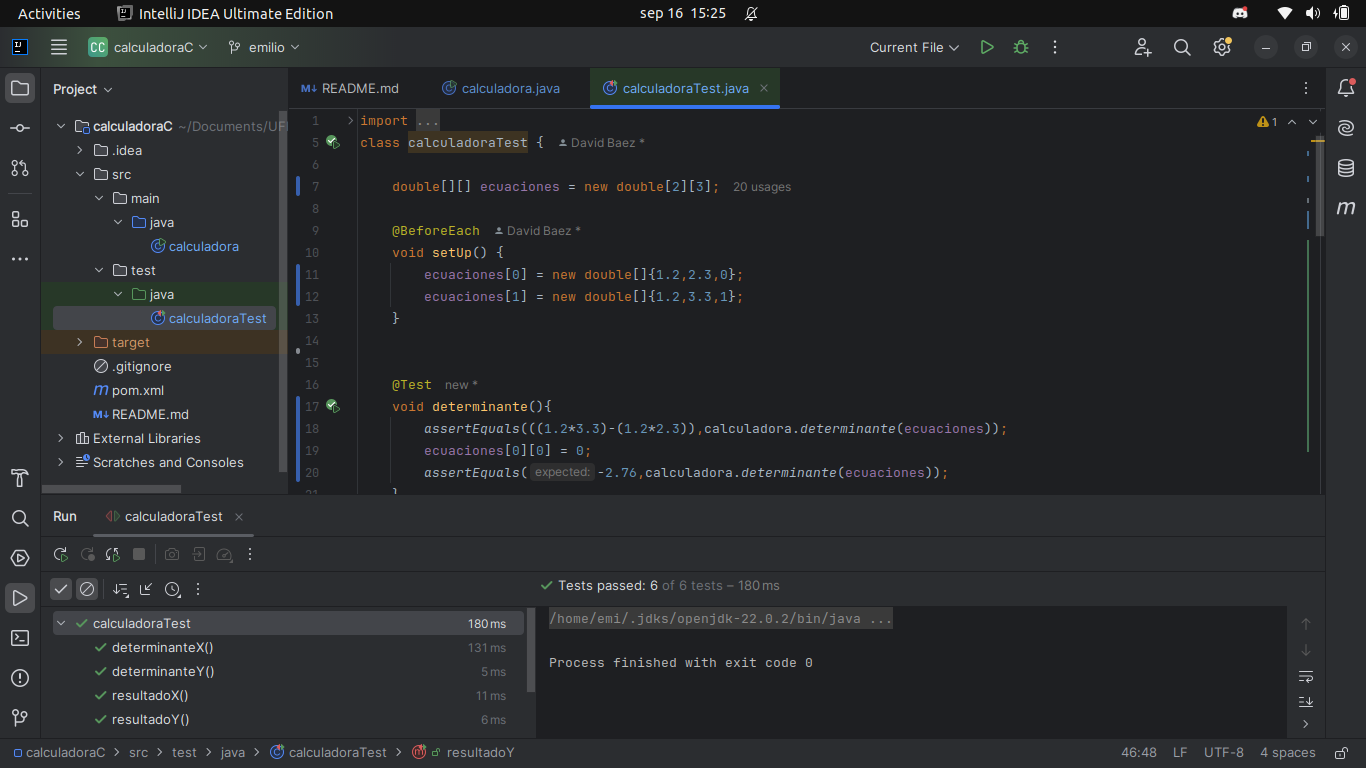 Activities IntelliJ IDEA Ultimate Edition sep 16 15:25
CC calculadoraC emilio Current File
Project
calculadoraC ~/Documents/UF
.idea
src
main
java
calculadora
test
java
calculadoraTest
target
.gitignore
pom.xml
README.md
External Libraries
Scratches and Consoles
README.md calculadora.java calculadoraTest.java
1 import ... 1
5 class calculadoraTest { David Baez *
6
7 double[][] ecuaciones = new double[2][3]; 20 usages
8
9 @BeforeEach David Baez *
10 void setUp() {
11 ecuaciones[0] = new double[]{1.2,2.3,0};
12 ecuaciones[1] = new double[]{1.2,3.3,1};
13 }
14
15
16 @Test new *
17 void determinante(){
18 assertEquals(((1.2*3.3)-(1.2*2.3)),calculadora.determinante(ecuaciones));
19 ecuaciones[0][0] = 0;
20 assertEquals( expected: -2.76,calculadora.determinante(ecuaciones));
21 }
Run calculadoraTest
Tests passed: 6 of 6 tests – 180 ms
calculadoraTest 180 ms
determinanteX() 131 ms
determinanteY() 5 ms
resultadoX() 11 ms
resultadoY() 6 ms
/home/emi/.jdks/openjdk-22.0.2/bin/java ...
Process finished with exit code 0
calculadoraC > src > test > java > calculadoraTest > resultadoY 46:48 LF UTF-8 4 spaces